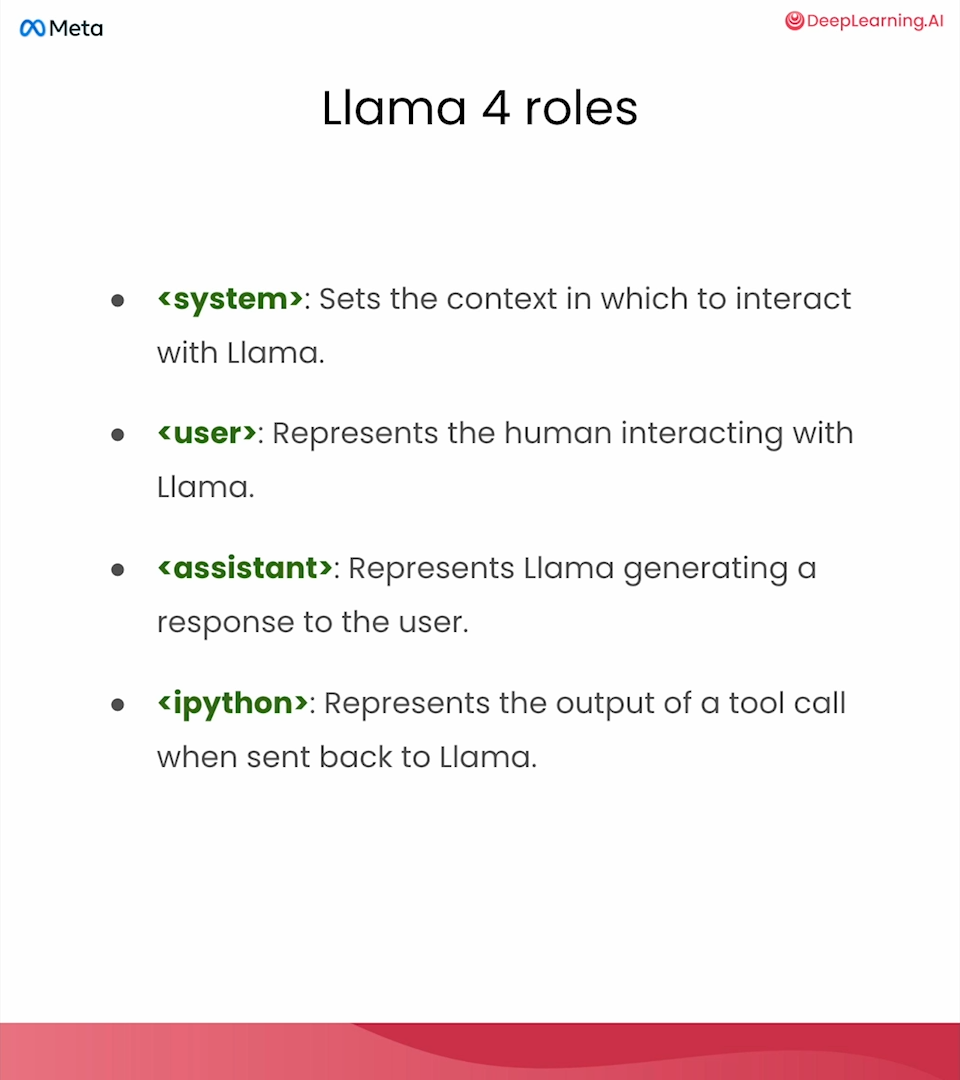 Meta
DeepLearning.AI
Llama 4 roles
● <system>: Sets the context in which to interact
with Llama.
● <user>: Represents the human interacting with
Llama.
● <assistant>: Represents Llama generating a
response to the user.
● <ipython>: Represents the output of a tool call
when sent back to Llama.